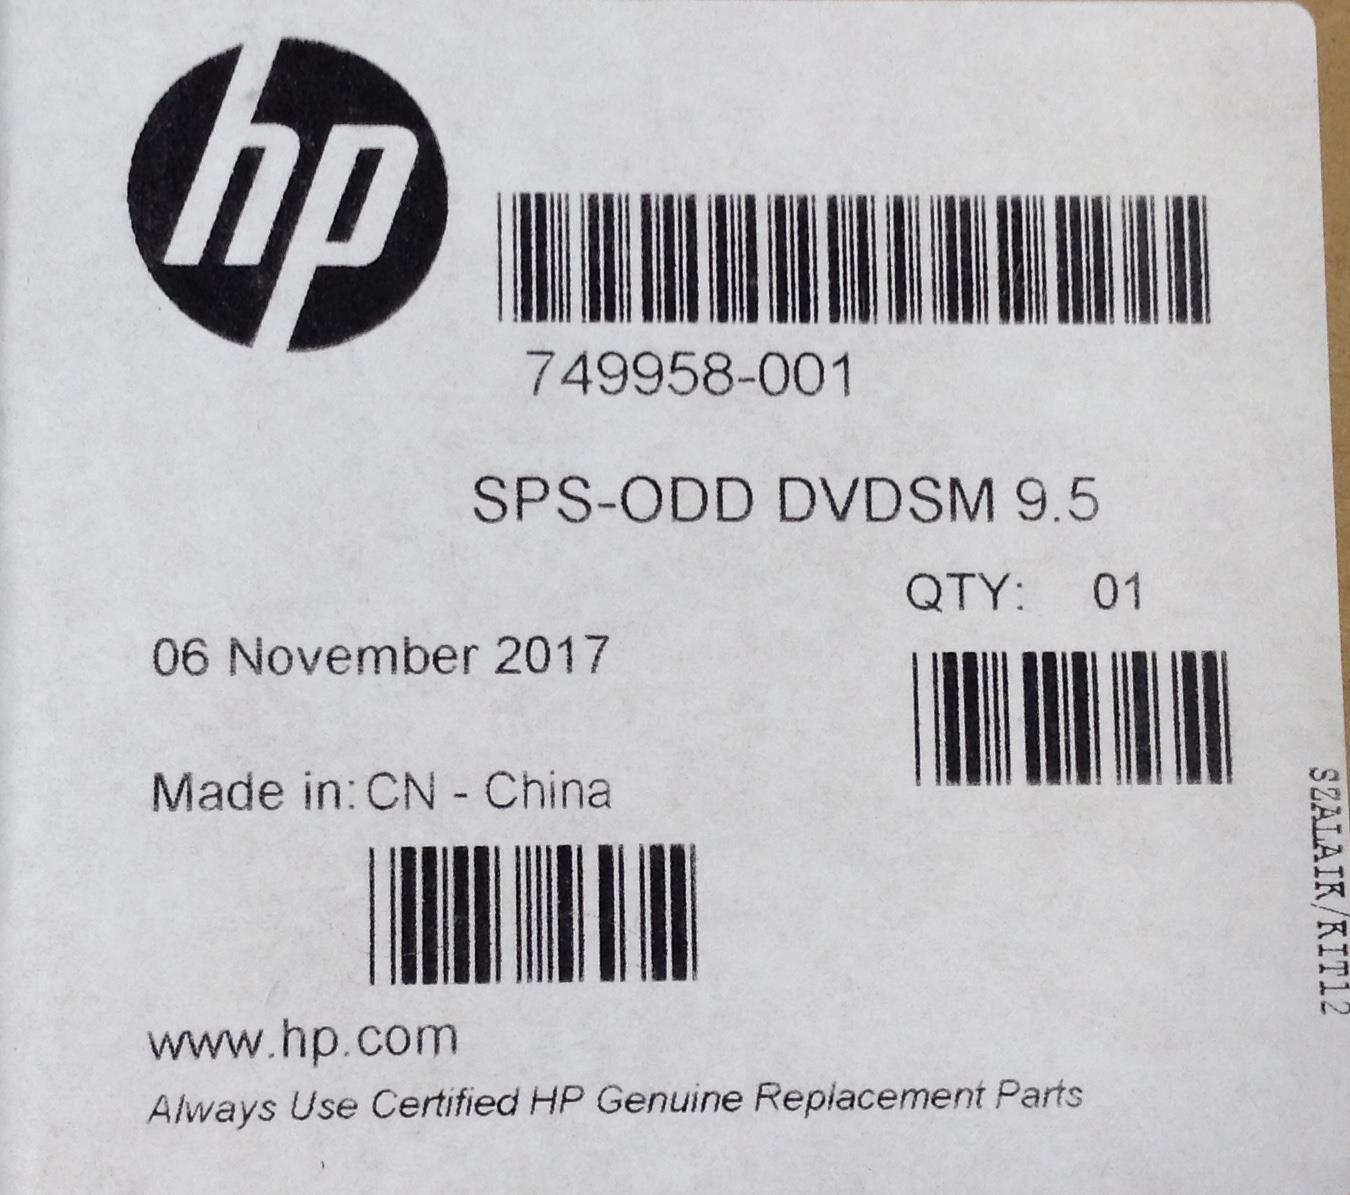 hp
749958-001
SPS-ODD DVDSM 9.5
QTY: 01
06 November 2017
Made in: CN - China
www.hp.com
Always Use Certified HP Genuine Replacement Parts
SZALAIK/KIT12